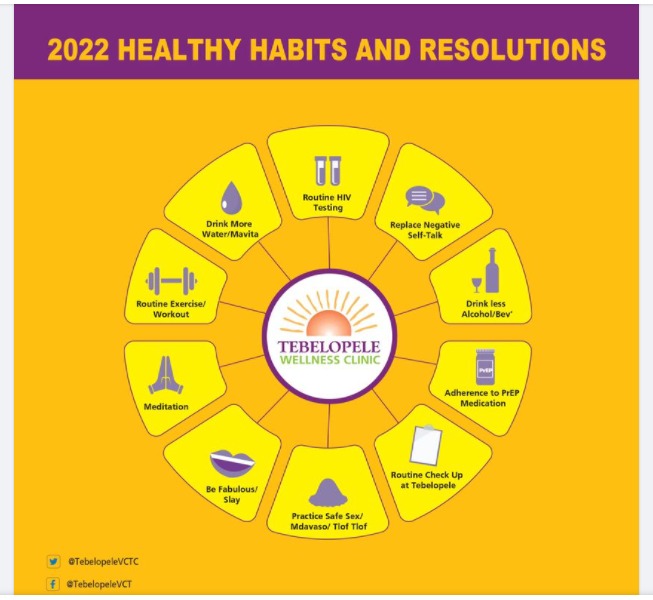 2022 HEALTHY HABITS AND RESOLUTIONS
Routine HIV
Testing
Replace Negative
Self-Talk
Drink less
Alcohol/Bev'
PrEP
Adherence to PrEP
Medication
Routine Check Up
at Tebelopele
Practice Safe Sex/
Mdavaso/ Tlof Tlof
Be Fabulous/
Slay
Meditation
Routine Exercise/
Workout
Drink More
Water/Mavita
TEBELOPELE
WELLNESS CLINIC
@TebelopeleVCTC
@TebelopeleVCT